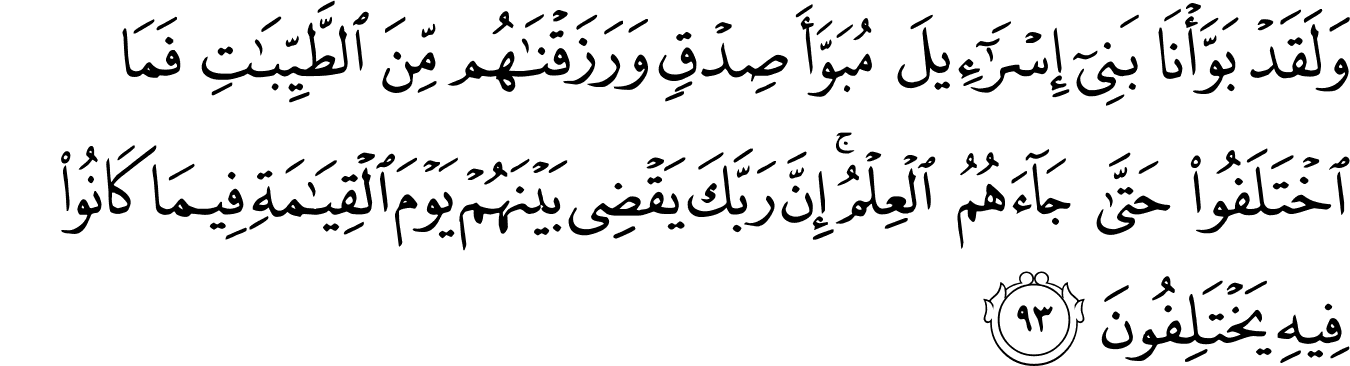 وَلَقَدۡ بَوَّأۡنَا بَنِيٓ إِسۡرَٰٓءِيلَ مُبَوَّأَ صِدۡقٖ وَرَزَقۡنَٰهُم مِّنَ ٱلطَّيِّبَٰتِ فَمَا
ٱخۡتَلَفُواْ حَتَّىٰ جَآءَهُمُ ٱلۡعِلۡمُۚ إِنَّ رَبَّكَ يَقۡضِي بَيۡنَهُمۡ يَوۡمَ ٱلۡقِيَٰمَةِ فِيمَا كَانُواْ
فِيهِ يَخۡتَلِفُونَ ٩٣